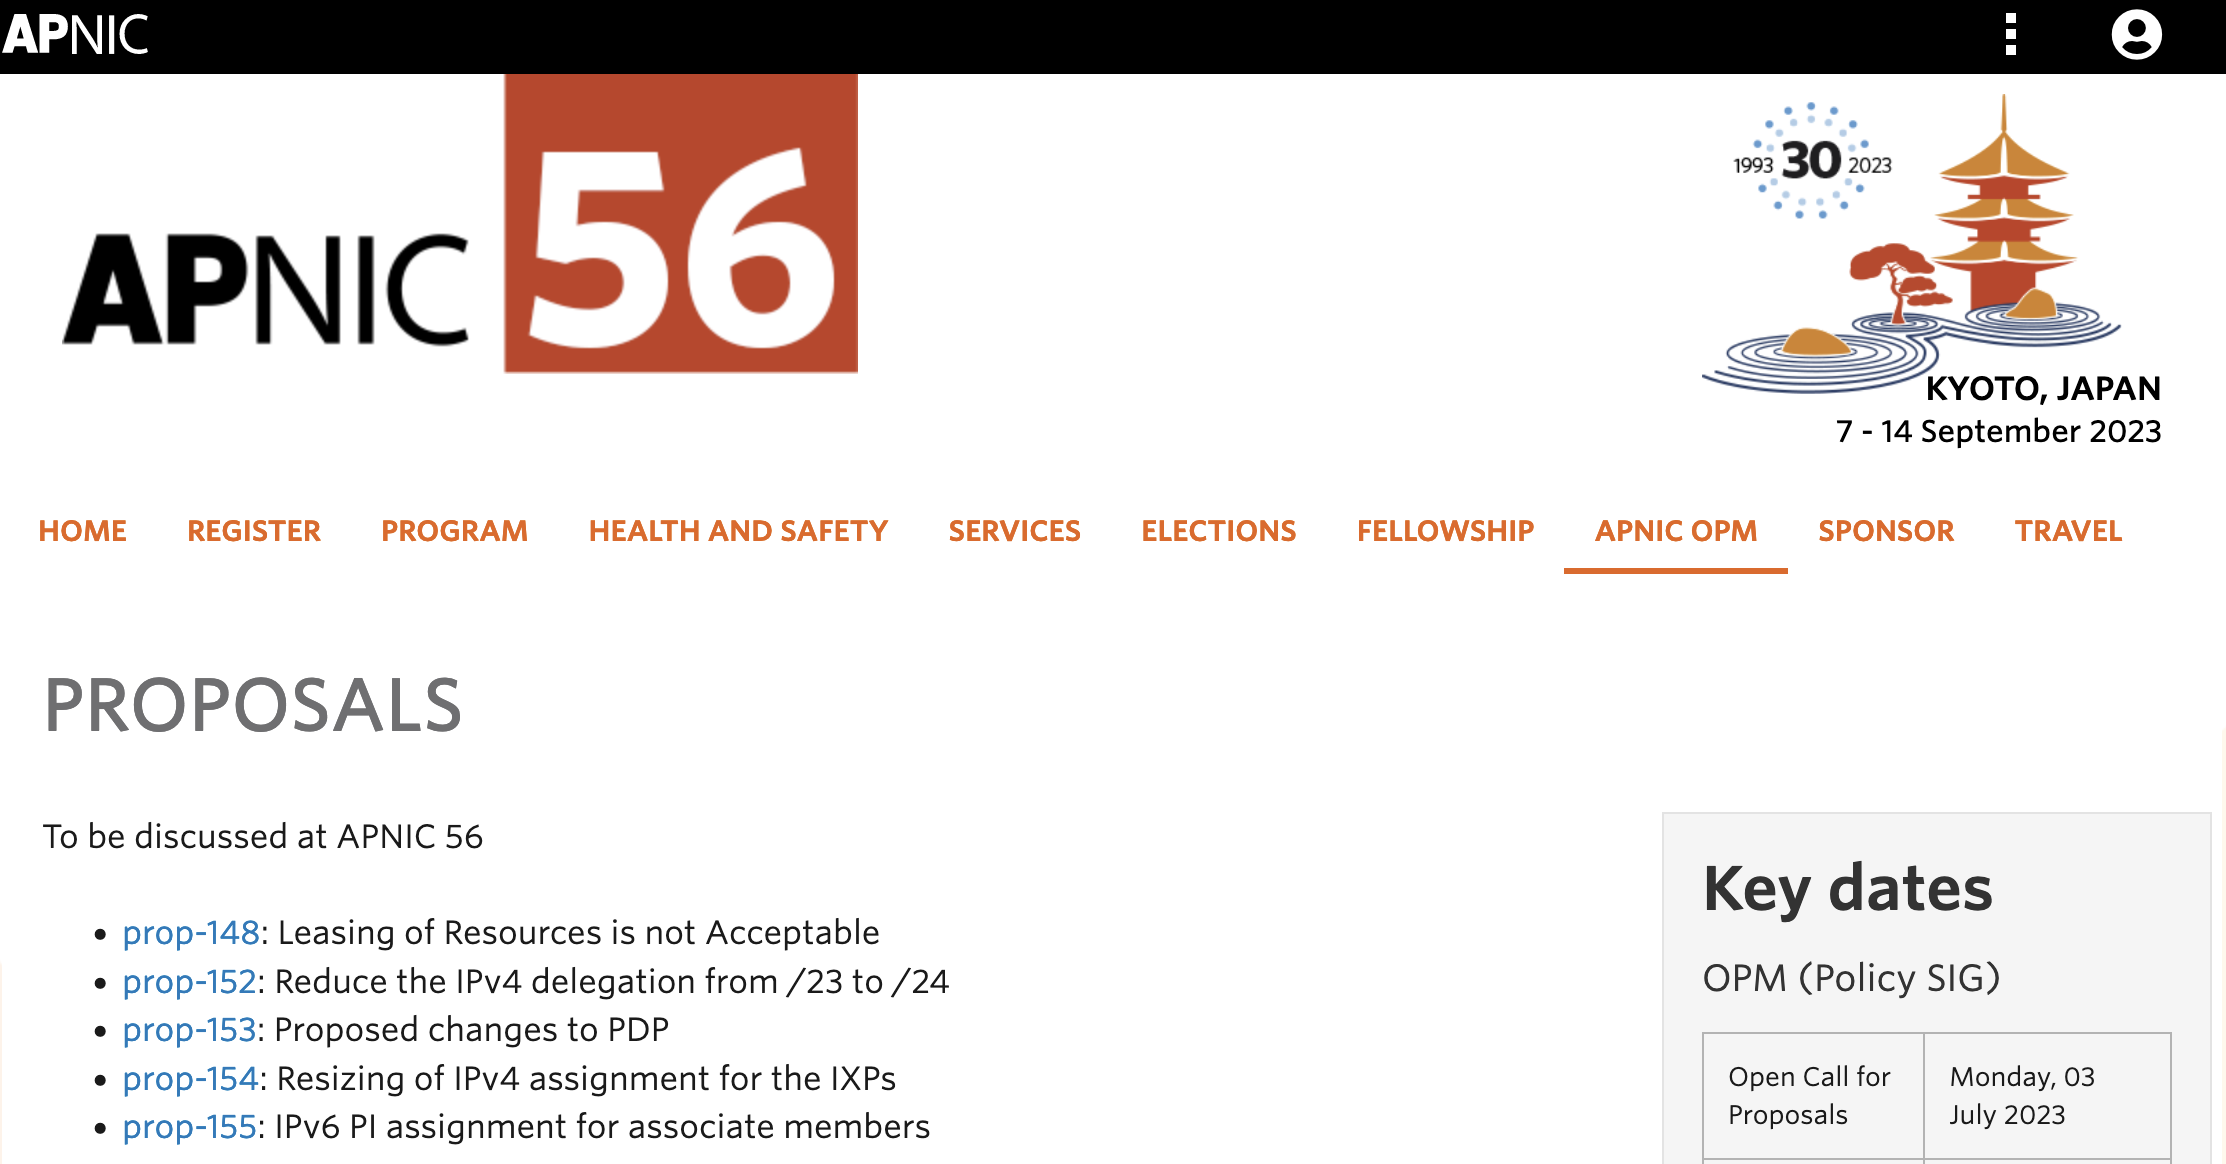 APNIC
APNIC 56
1993 30 2023
KYOTO, JAPAN
7 - 14 September 2023
HOME REGISTER PROGRAM HEALTH AND SAFETY SERVICES ELECTIONS FELLOWSHIP APNIC OPM SPONSOR TRAVEL
PROPOSALS
To be discussed at APNIC 56
• prop-148: Leasing of Resources is not Acceptable
• prop-152: Reduce the IPv4 delegation from /23 to /24
• prop-153: Proposed changes to PDP
• prop-154: Resizing of IPv4 assignment for the IXPs
• prop-155: IPv6 PI assignment for associate members
Key dates
OPM (Policy SIG)
Open Call for
Proposals
Monday, 03
July 2023